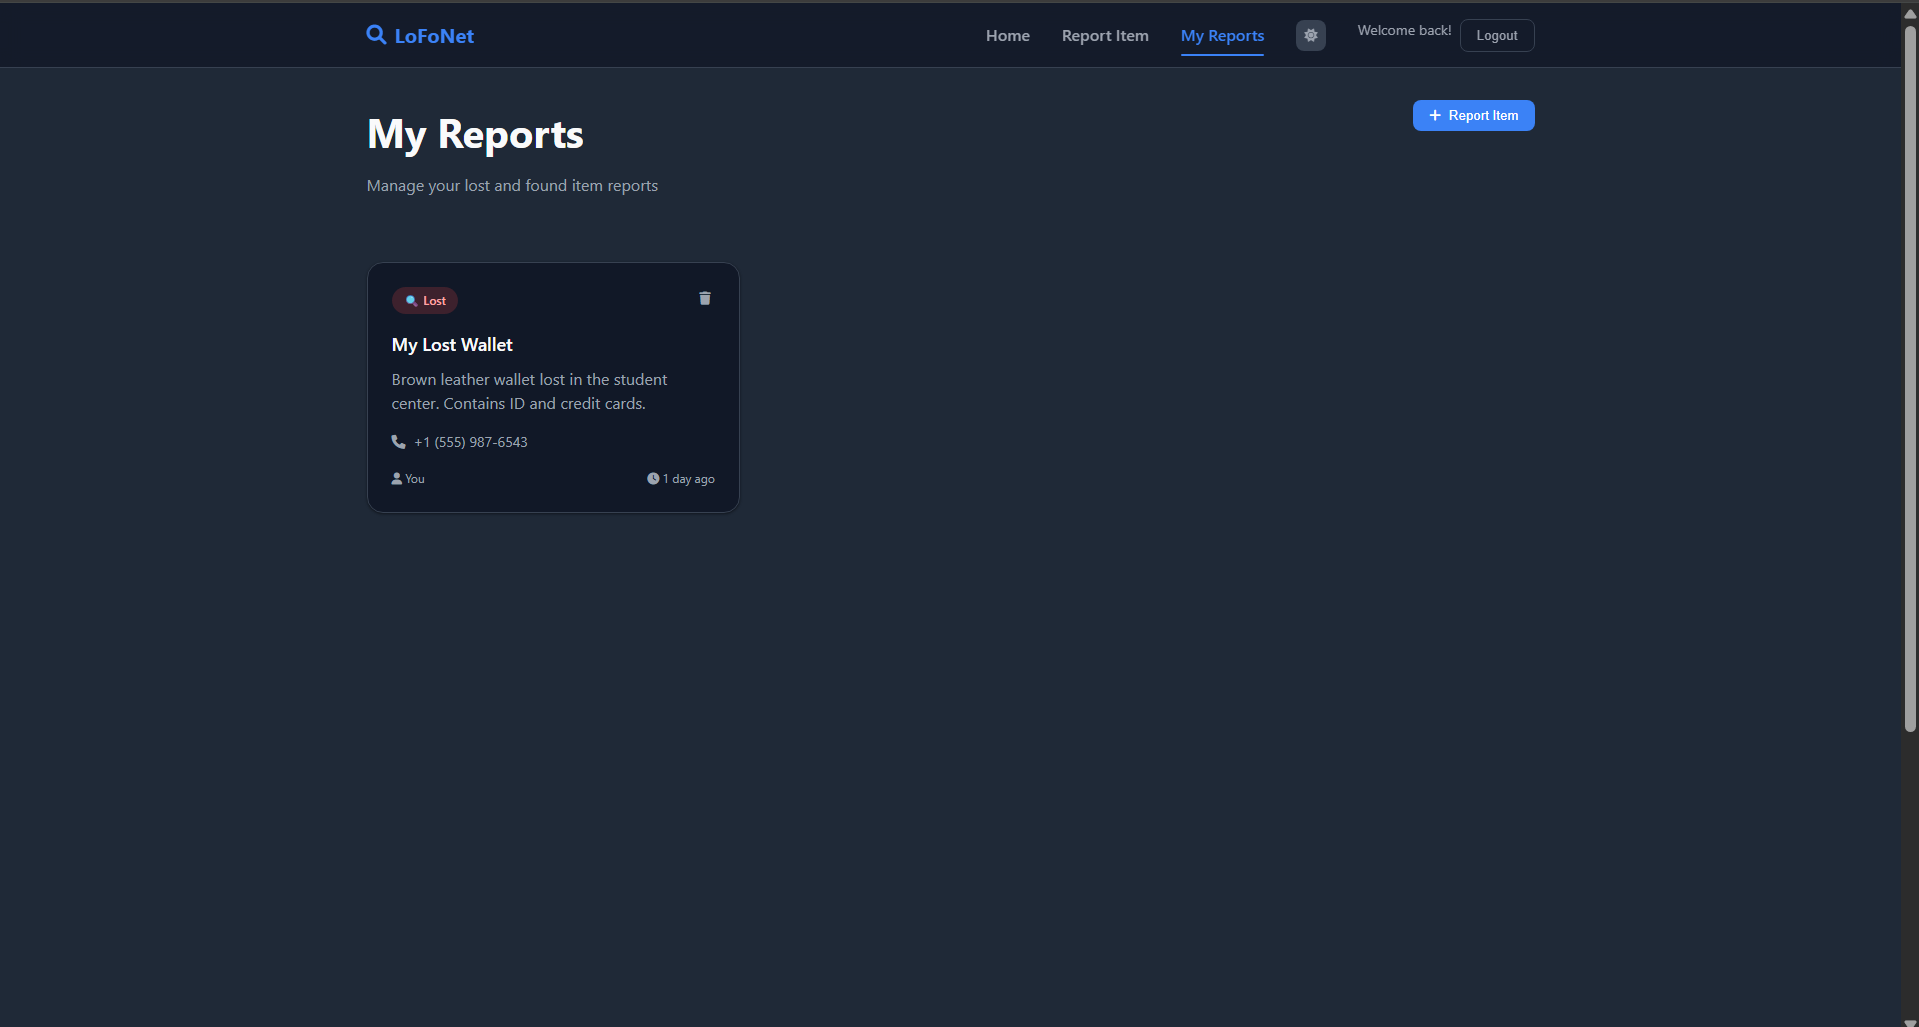 LoFoNet
Home
Report Item
My Reports
Welcome back!
Logout
My Reports
Report Item
Manage your lost and found item reports
Lost
My Lost Wallet
Brown leather wallet lost in the student
center. Contains ID and credit cards.
+1 (555) 987-6543
You
1 day ago